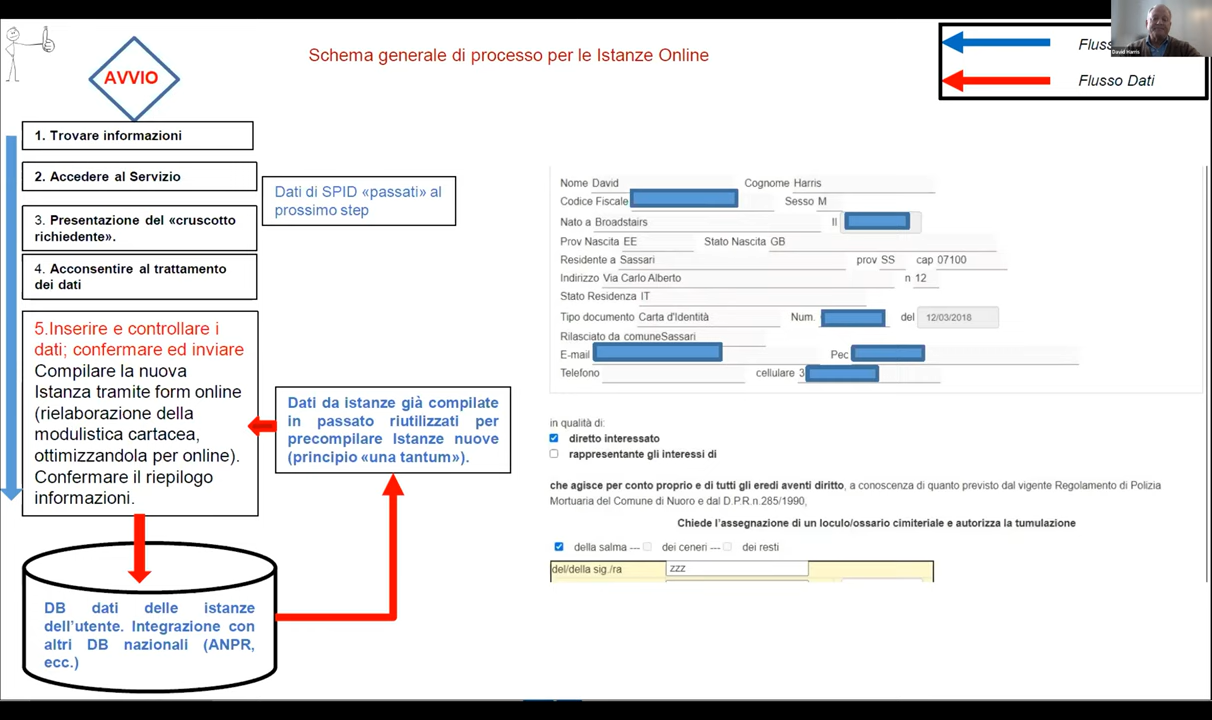 Schema generale di processo per le Istanze Online
David Harris
Flusso Dati
AVVIO
1. Trovare informazioni
2. Accedere al Servizio
3. Presentazione del «cruscotto
richiedente».
4. Acconsentire al trattamento
dei dati
Dati di SPID «passati» al
prossimo step
5.Inserire e controllare i
dati; confermare ed inviare
Compilare la nuova
Istanza tramite form online
(rielaborazione della
modulistica cartacea,
ottimizzandola per online).
Confermare il riepilogo
informazioni.
Dati da istanze già compilate
in passato riutilizzati per
precompilare Istanze nuove
(principio «una tantum»).
DB dati delle istanze
dell'utente. Integrazione con
altri DB nazionali (ANPR,
ecc.)
Nome David Cognome Harris
Codice Fiscale Sesso M
Nato a Broadstairs Il
Prov Nascita EE Stato Nascita GB
Residente a Sassari prov SS cap 07100
Indirizzo Via Carlo Alberto n 12
Stato Residenza IT
Tipo documento Carta d'Identità Num. del 12/03/2018
Rilasciato da comuneSassari
E-mail Pec
Telefono cellulare 3
in qualità di:
diretto interessato
rappresentante gli interessi di
che agisce per conto proprio e di tutti gli eredi aventi diritto, a conoscenza di quanto previsto dal vigente Regolamento di Polizia
Mortuaria del Comune di Nuoro e dal D.P.R.n.285/1990,
Chiede l'assegnazione di un loculo/ossario cimiteriale e autorizza la tumulazione
della salma --- dei ceneri --- dei resti
del/della sig./ra zzz